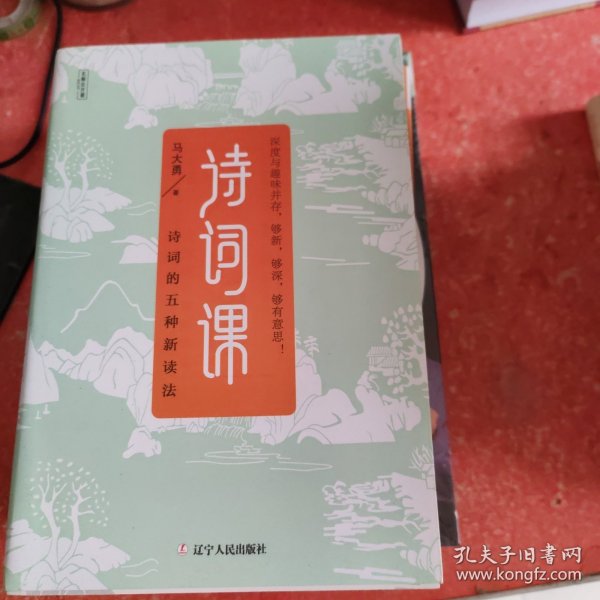 深度与趣味并存，够新，够深，够有意思！
诗词课
马大勇
著
诗词的五种新读法
辽宁人民出版社
孔夫子旧书网
www.kongfz.com